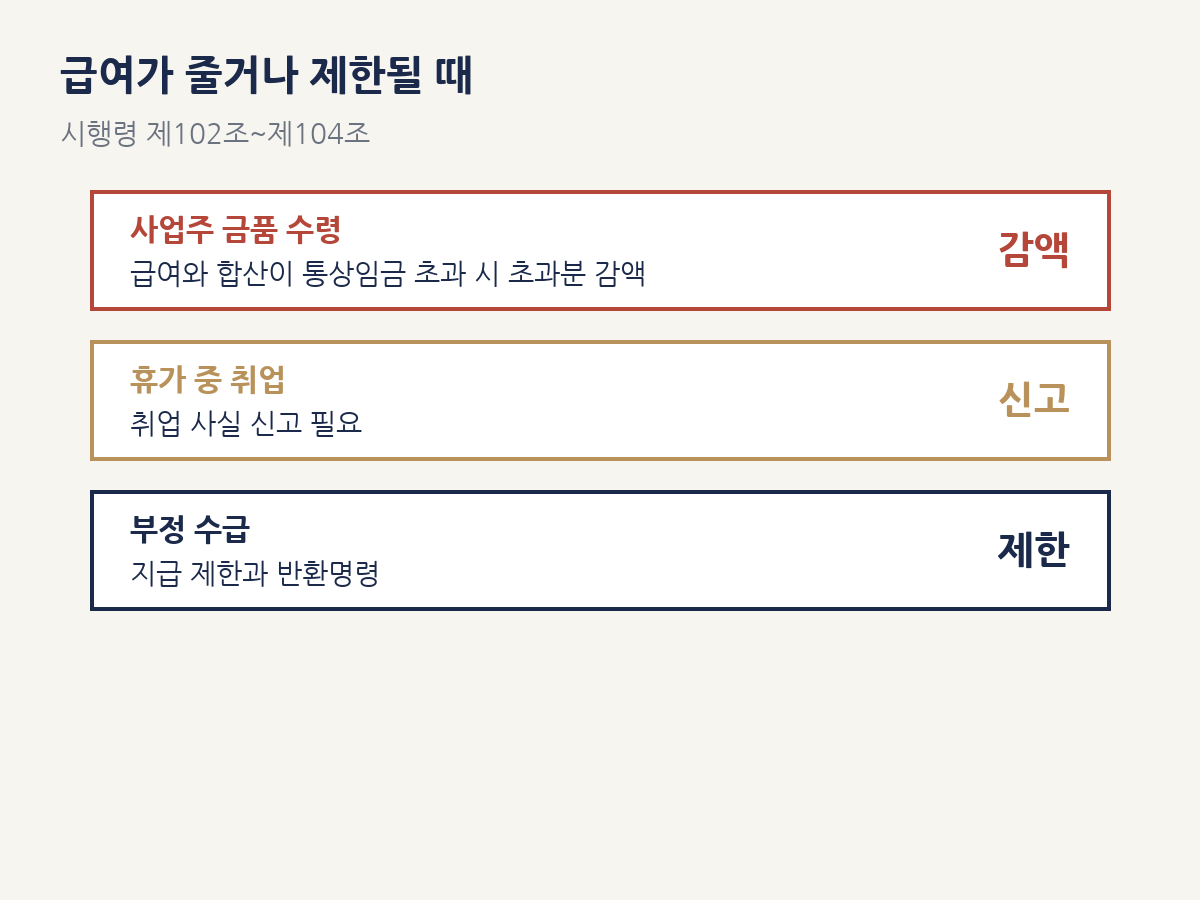 급여가 줄거나 제한될 때
시행령 제102조~제104조
사업주 금품 수령
급여와 합산이 통상임금 초과 시 초과분 감액
감액
휴가 중 취업
취업 사실 신고 필요
신고
부정 수급
지급 제한과 반환명령
제한